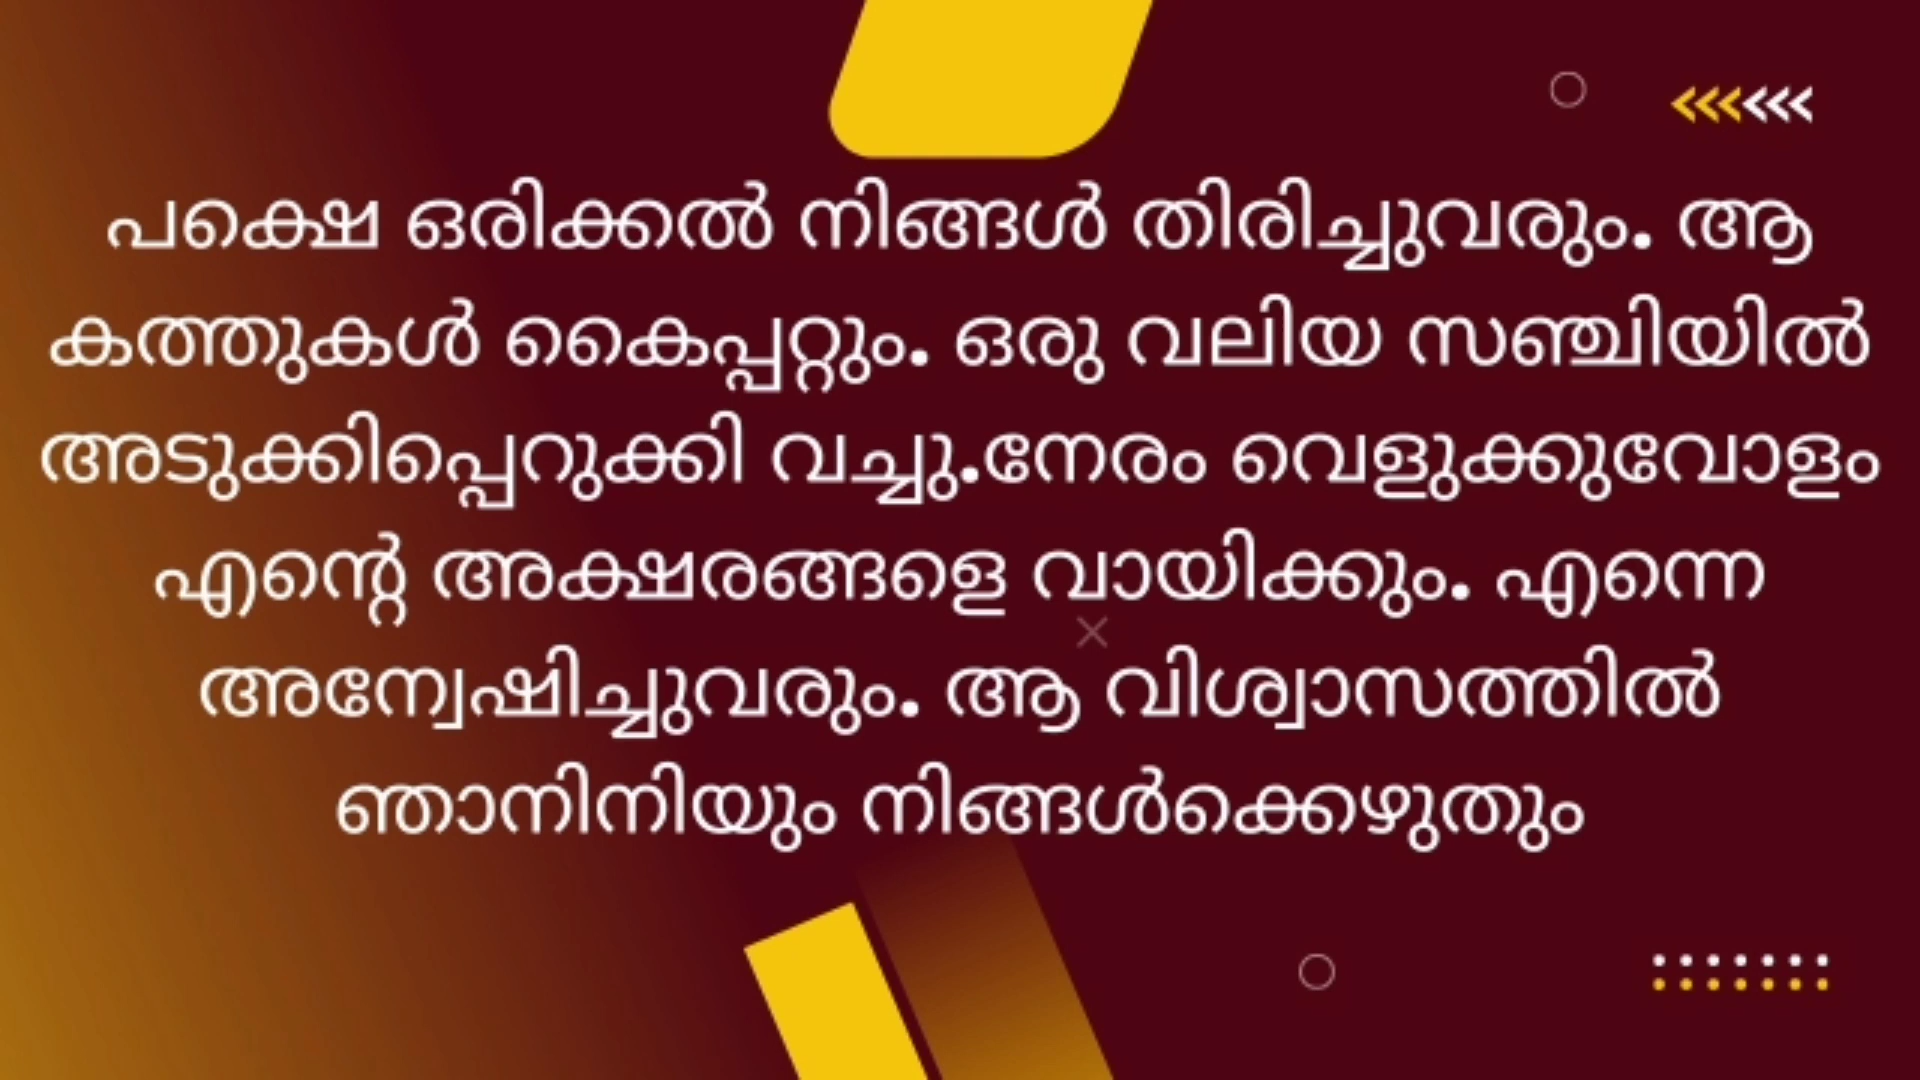 പക്ഷെ ഒരിക്കൽ നിങ്ങൾ തിരിച്ചുവരും. ആ
കത്തുകൾ കൈപ്പറ്റും. ഒരു വലിയ സഞ്ചിയിൽ
അടുക്കിപ്പെറുക്കി വച്ചു.നേരം വെളുക്കുവോളം
എന്റെ അക്ഷരങ്ങളെ വായിക്കും. എന്നെ
അന്വേഷിച്ചുവരും. ആ വിശ്വാസത്തിൽ
ഞാനിനിയും നിങ്ങൾക്കെഴുതും